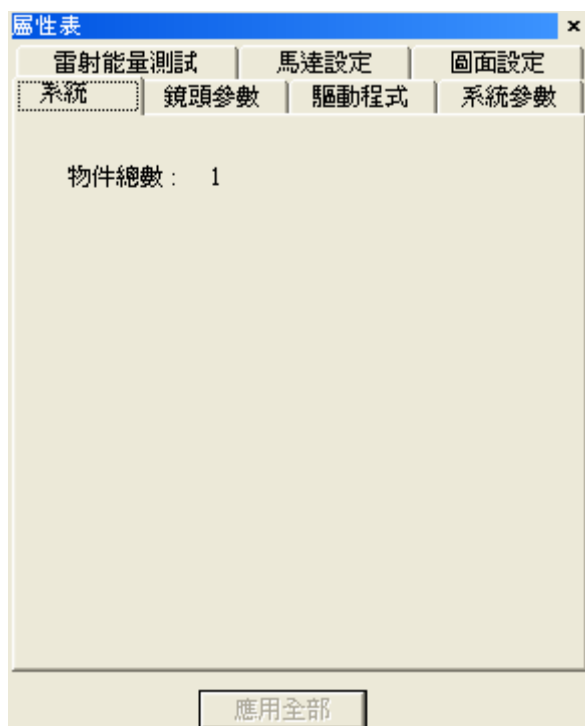 屬性表
雷射能量測試 馬達設定 圖面設定
系統 鏡頭參數 驅動程式 系統參數
物件總數： 1
應用全部